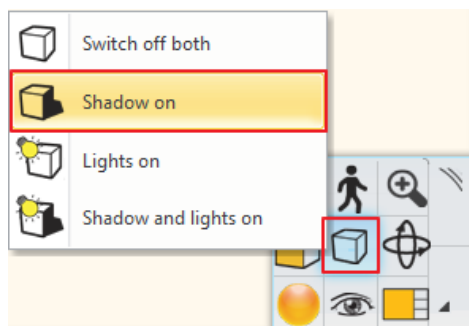 Switch off both
Shadow on
Lights on
Shadow and lights on